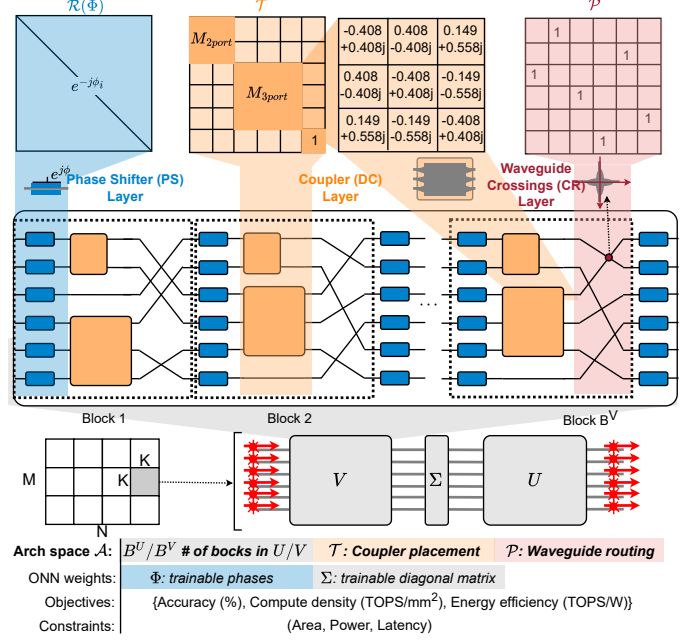 ℛ(Φ)
𝒯
𝒫
e^{-jϕ_i}
M_{2port}
M_{3port}
1
-0.408 0.408 0.149
+0.408j -0.408j +0.558j
0.408 0.408 -0.149
-0.408j +0.408j -0.558j
0.149 -0.149 -0.408
+0.558j -0.558j +0.408j
1
1
1
1
1
1
e^{jϕ}
Phase Shifter (PS)
Layer
Coupler (DC)
Layer
Waveguide
Crossings (CR)
Layer
...
Block 1
Block 2
Block B^V
M
K
K
N
V
Σ
U
Arch space 𝒜: B^U/B^V # of bocks in U/V 𝒯: Coupler placement 𝒫: Waveguide routing
ONN weights: Φ: trainable phases Σ: trainable diagonal matrix
Objectives: {Accuracy (%), Compute density (TOPS/mm²), Energy efficiency (TOPS/W)}
Constraints: (Area, Power, Latency)